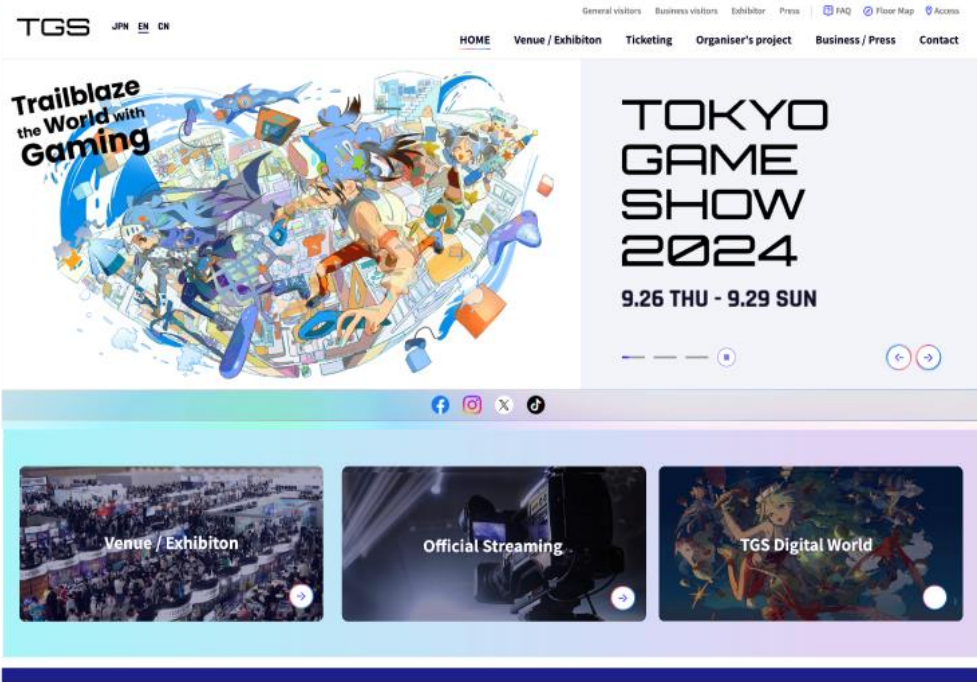 TGS
JPN EN CN
General visitors Business visitors Exhibitor Press FAQ Floor Map Access
HOME Venue / Exhibiton Ticketing Organiser's project Business / Press Contact
Trailblaze
the World with
Gaming
TOKYO
GAME
SHOW
2024
9.26 THU - 9.29 SUN
Venue / Exhibiton
Official Streaming
TGS Digital World